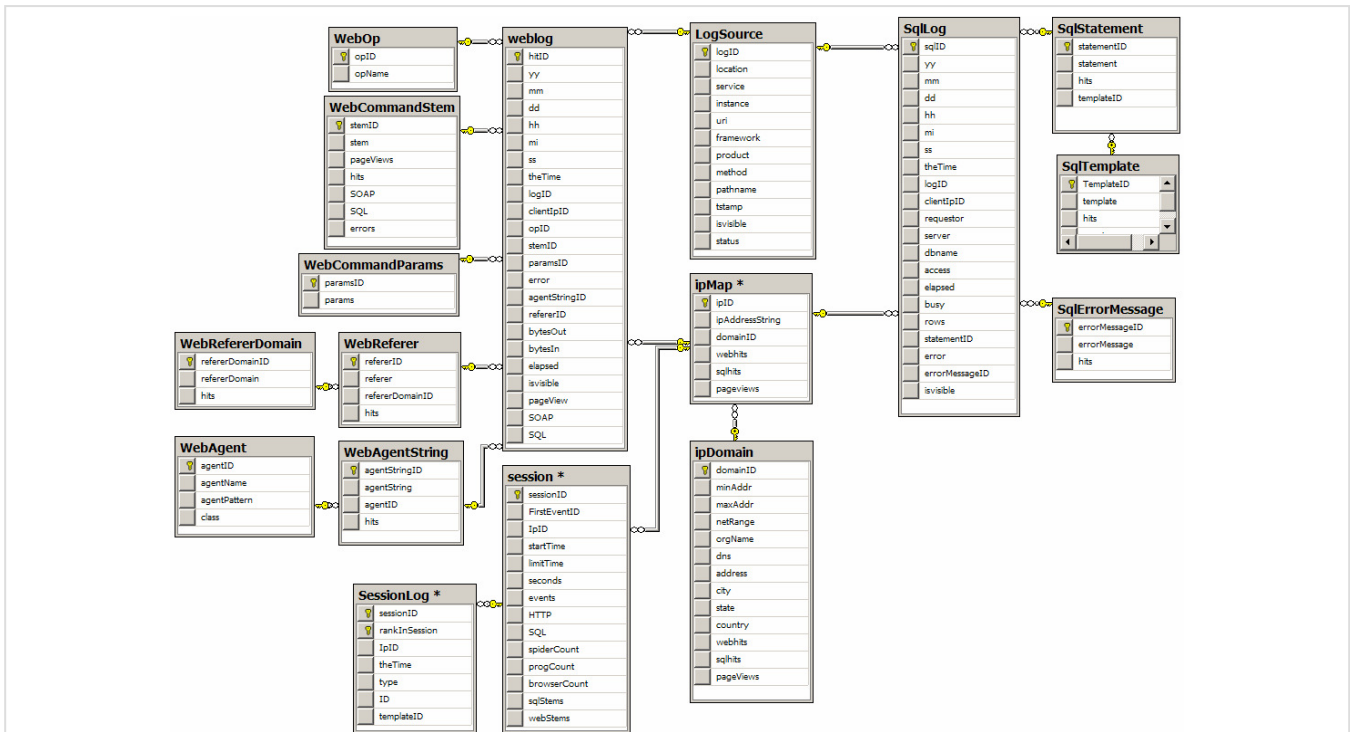 WebOp
opID
opName
WebCommandStem
stemID
stem
pageViews
hits
SOAP
SQL
errors
WebCommandParams
paramsID
params
WebRefererDomain
refererDomainID
refererDomain
hits
WebReferer
refererID
referer
refererDomainID
hits
WebAgent
agentID
agentName
agentPattern
class
WebAgentString
agentStringID
agentString
agentID
hits
SessionLog *
sessionID
rankInSession
IpID
theTime
type
ID
templateID
weblog
hitID
yy
mm
dd
hh
mi
ss
theTime
logID
clientIpID
opID
stemID
paramsID
error
agentStringID
refererID
bytesOut
bytesIn
elapsed
isvisible
pageView
SOAP
SQL
session *
sessionID
FirstEventID
IpID
startTime
limitTime
seconds
events
HTTP
SQL
spiderCount
progCount
browserCount
sqlStems
webStems
LogSource
logID
location
service
instance
uri
framework
product
method
pathname
tstamp
isvisible
status
ipMap *
ipID
ipAddressString
domainID
webhits
sqlhits
pageviews
ipDomain
domainID
minAddr
maxAddr
netRange
orgName
dns
address
city
state
country
webhits
sqlhits
pageViews
SqlLog
sqlID
yy
mm
dd
hh
mi
ss
theTime
logID
clientIpID
requestor
server
dbname
access
elapsed
busy
rows
statementID
error
errorMessageID
isvisible
SqlStatement
statementID
statement
hits
templateID
SqlTemplate
TemplateID
template
hits
SqlErrorMessage
errorMessageID
errorMessage
hits